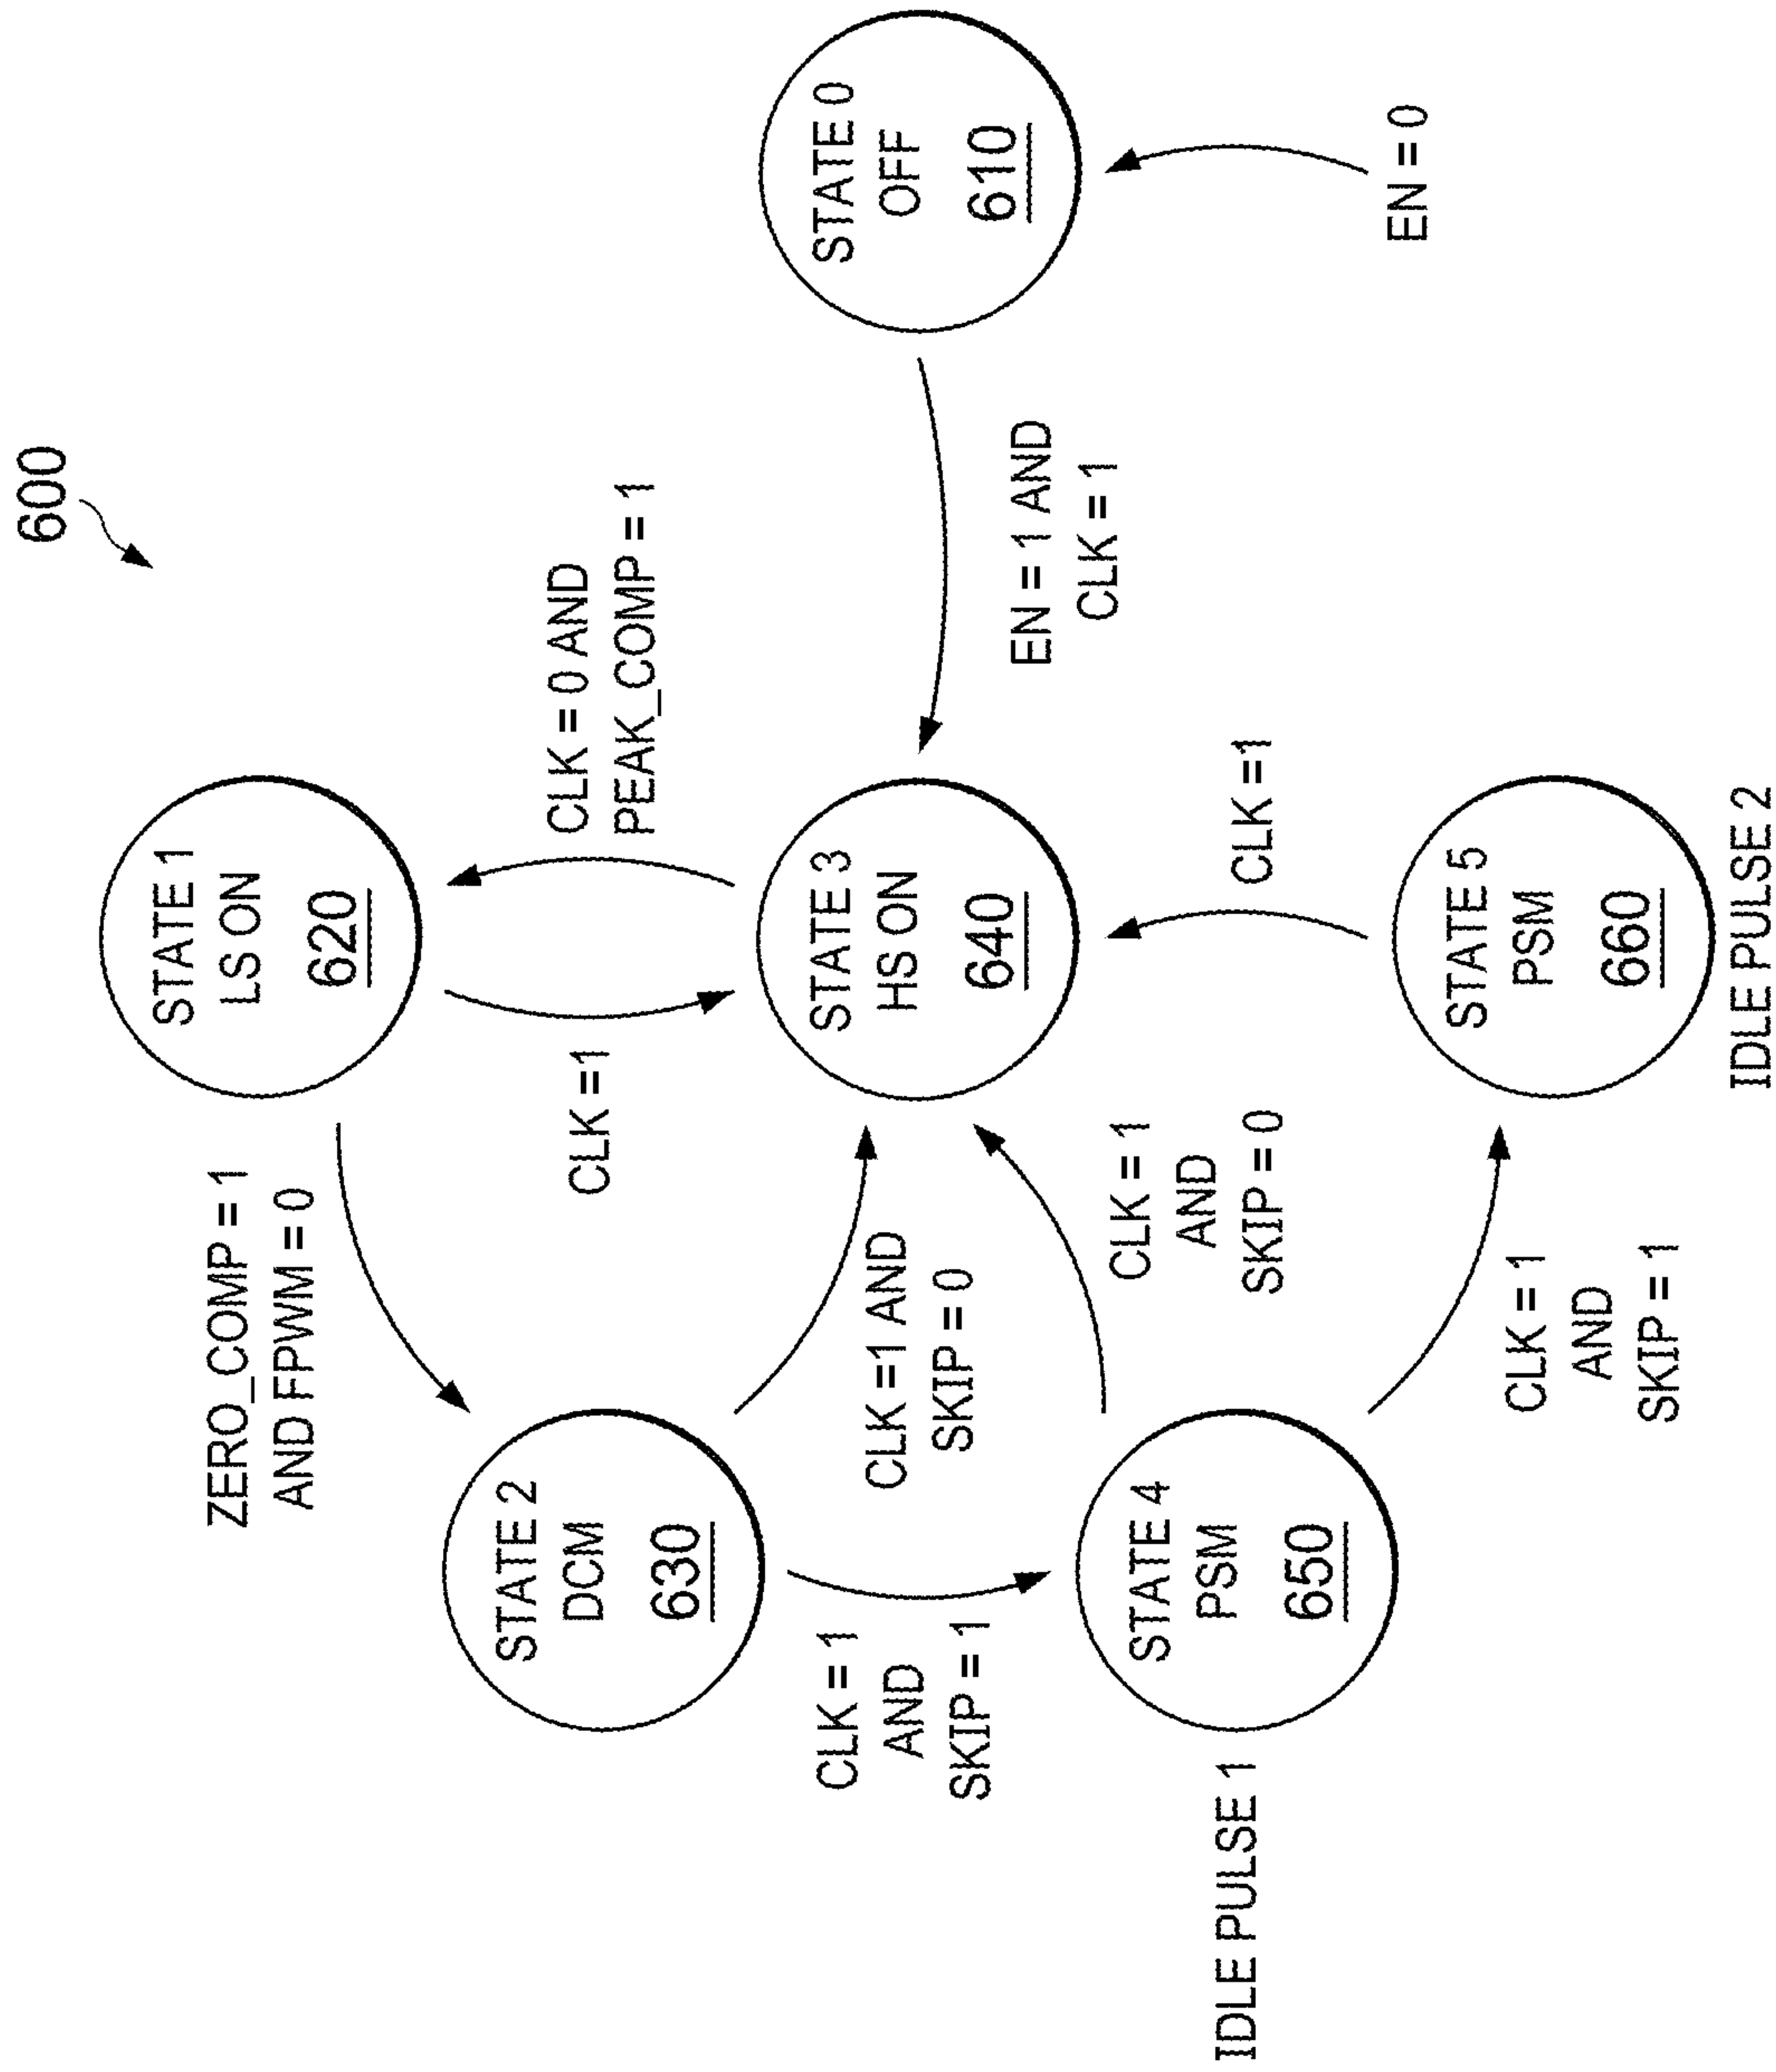 600
STATE 1
LS ON
620
STATE 0
OFF
610
STATE 3
HS ON
640
STATE 2
DCM
630
STATE 4
PSM
650
STATE 5
PSM
660
ZERO_COMP = 1
AND FPWM = 0
CLK =1
CLK = 0 AND
PEAK_COMP = 1
EN = 1 AND
CLK = 1
EN = 0
CLK =1 AND
SKIP = 0
CLK = 1
AND
SKIP = 1
CLK = 1
AND
SKIP = 0
CLK =1
CLK = 1
AND
SKIP = 1
IDLE PULSE 1
IDLE PULSE 2